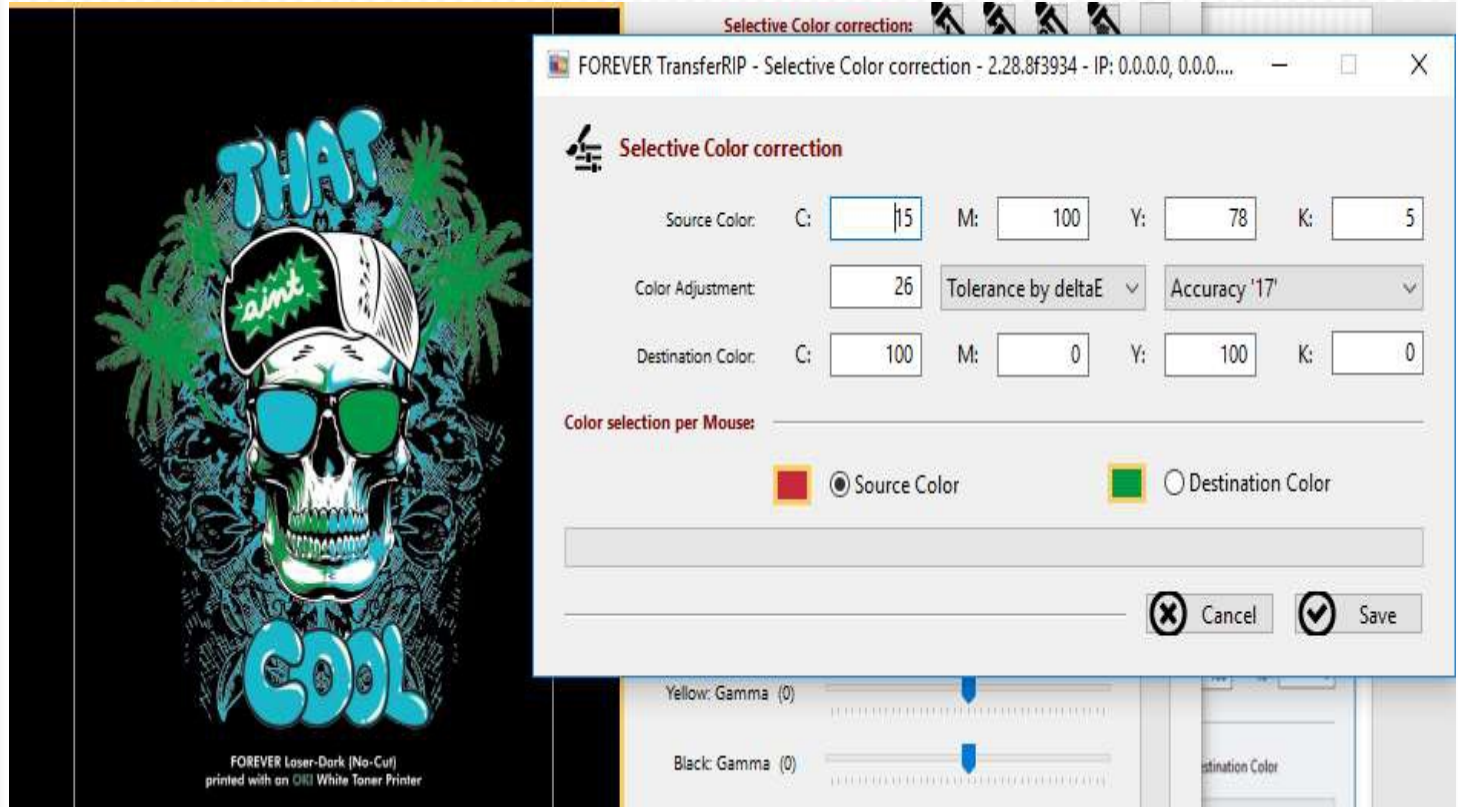 THAT
aint
COOL
FOREVER Laser-Dark (No-Cut)
printed with an OKI White Toner Printer
Selective Color correction:
FOREVER TransferRIP - Selective Color correction - 2.28.8f3934 - IP: 0.0.0.0, 0.0.0....
Selective Color correction
Source Color: C: 15 M: 100 Y: 78 K: 5
Color Adjustment: 26 Tolerance by deltaE Accuracy '17'
Destination Color: C: 100 M: 0 Y: 100 K: 0
Color selection per Mouse:
Source Color Destination Color
Cancel Save
Yellow: Gamma (0)
Black: Gamma (0)
stination Color